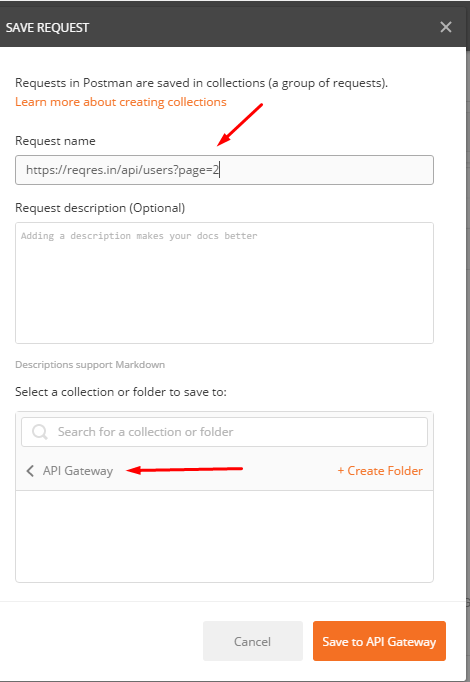 SAVE REQUEST
Requests in Postman are saved in collections (a group of requests).
Learn more about creating collections
Request name
https://reqres.in/api/users?page=2
Request description (Optional)
Adding a description makes your docs better
Descriptions support Markdown
Select a collection or folder to save to:
Search for a collection or folder
API Gateway + Create Folder
Cancel Save to API Gateway